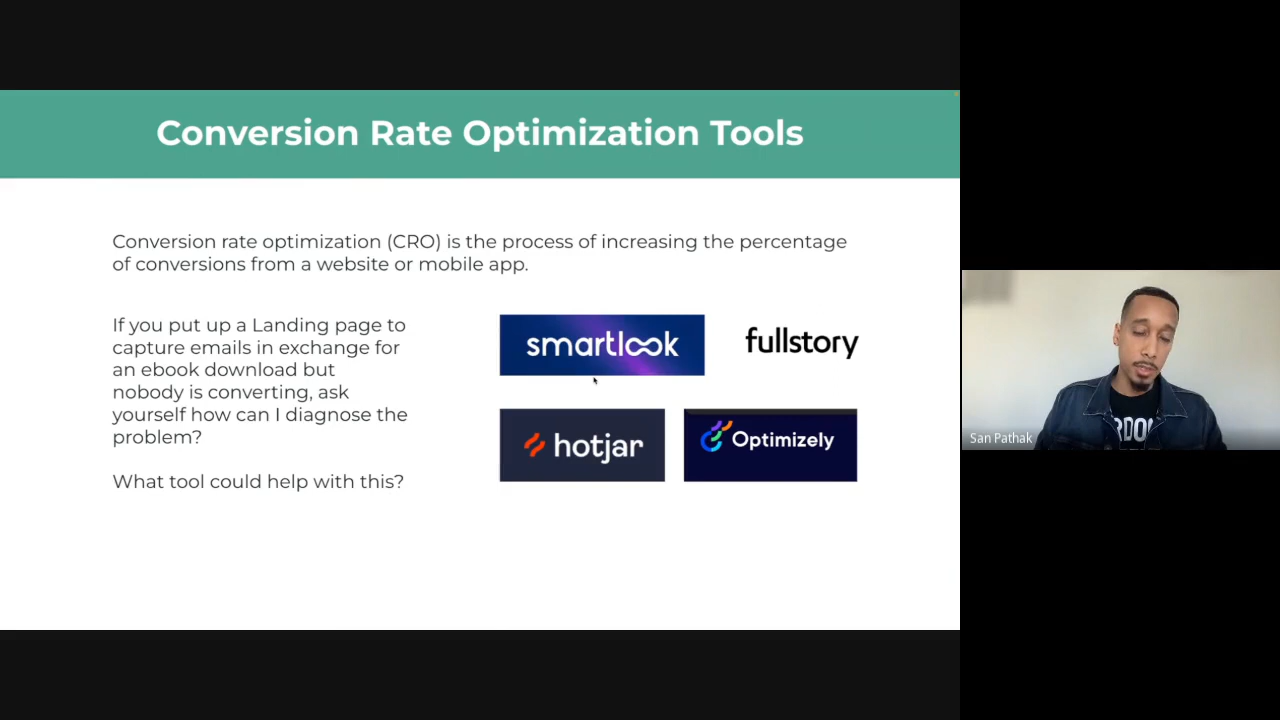 Conversion Rate Optimization Tools
Conversion rate optimization (CRO) is the process of increasing the percentage
of conversions from a website or mobile app.
If you put up a Landing page to
capture emails in exchange for
an ebook download but
nobody is converting, ask
yourself how can I diagnose the
problem?
What tool could help with this?
smartlook
fullstory
hotjar
Optimizely
San Pathak